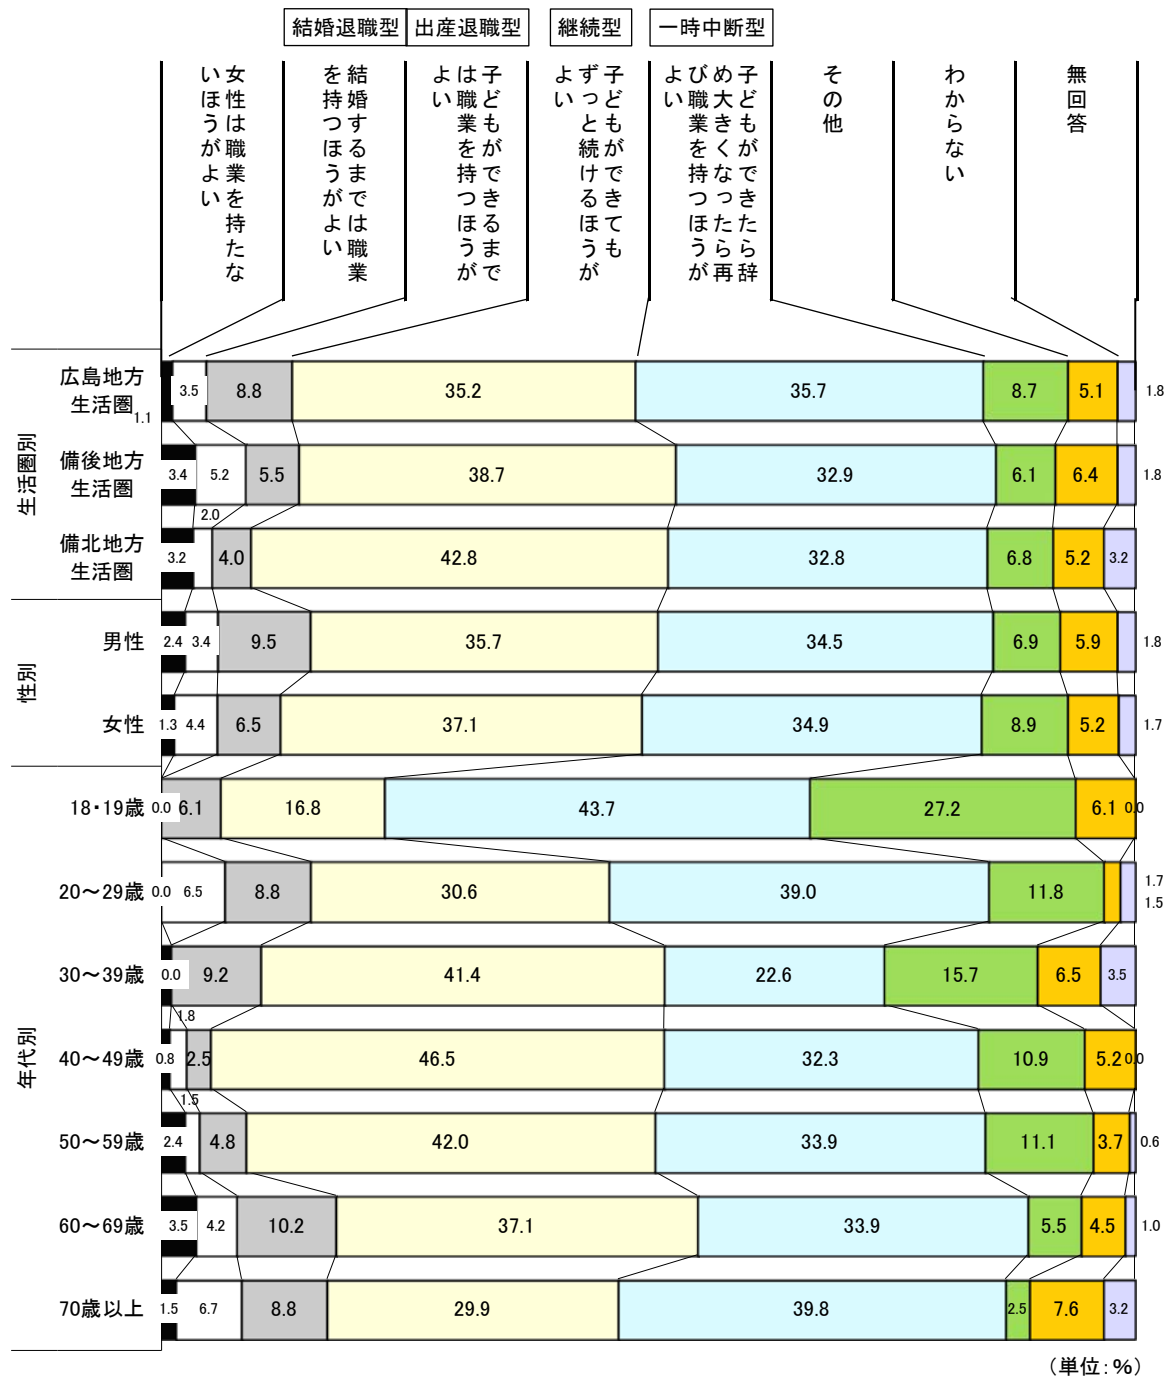 結婚退職型 出産退職型 継続型 一時中断型
女性は職業を持たな
いほうがよい
結婚するまでは職業
を持つほうがよい
子どもができるまで
は職業を持つほうが
よい
子どもができても
ずっと続けるほうが
よい
子どもができたら辞
め大きくなったら再
び職業を持つほうが
よい
その他
わからない
無回答
生活圏別
広島地方
生活圏
1.1 3.5 8.8 35.2 35.7 8.7 5.1 1.8
備後地方
生活圏
3.4 5.2 5.5 38.7 32.9 6.1 6.4 1.8
2.0
備北地方
生活圏
3.2 4.0 42.8 32.8 6.8 5.2 3.2
性別
男性 2.4 3.4 9.5 35.7 34.5 6.9 5.9 1.8
女性 1.3 4.4 6.5 37.1 34.9 8.9 5.2 1.7
年代別
18・19歳 0.0 6.1 16.8 43.7 27.2 6.1 0.0
20～29歳 0.0 6.5 8.8 30.6 39.0 11.8 1.7
1.5
30～39歳 0.0 9.2 41.4 22.6 15.7 6.5 3.5
1.8
40～49歳 0.8 2.5 46.5 32.3 10.9 5.2 0.0
1.5
50～59歳 2.4 4.8 42.0 33.9 11.1 3.7 0.6
60～69歳 3.5 4.2 10.2 37.1 33.9 5.5 4.5 1.0
70歳以上 1.5 6.7 8.8 29.9 39.8 2.5 7.6 3.2
（単位：％）